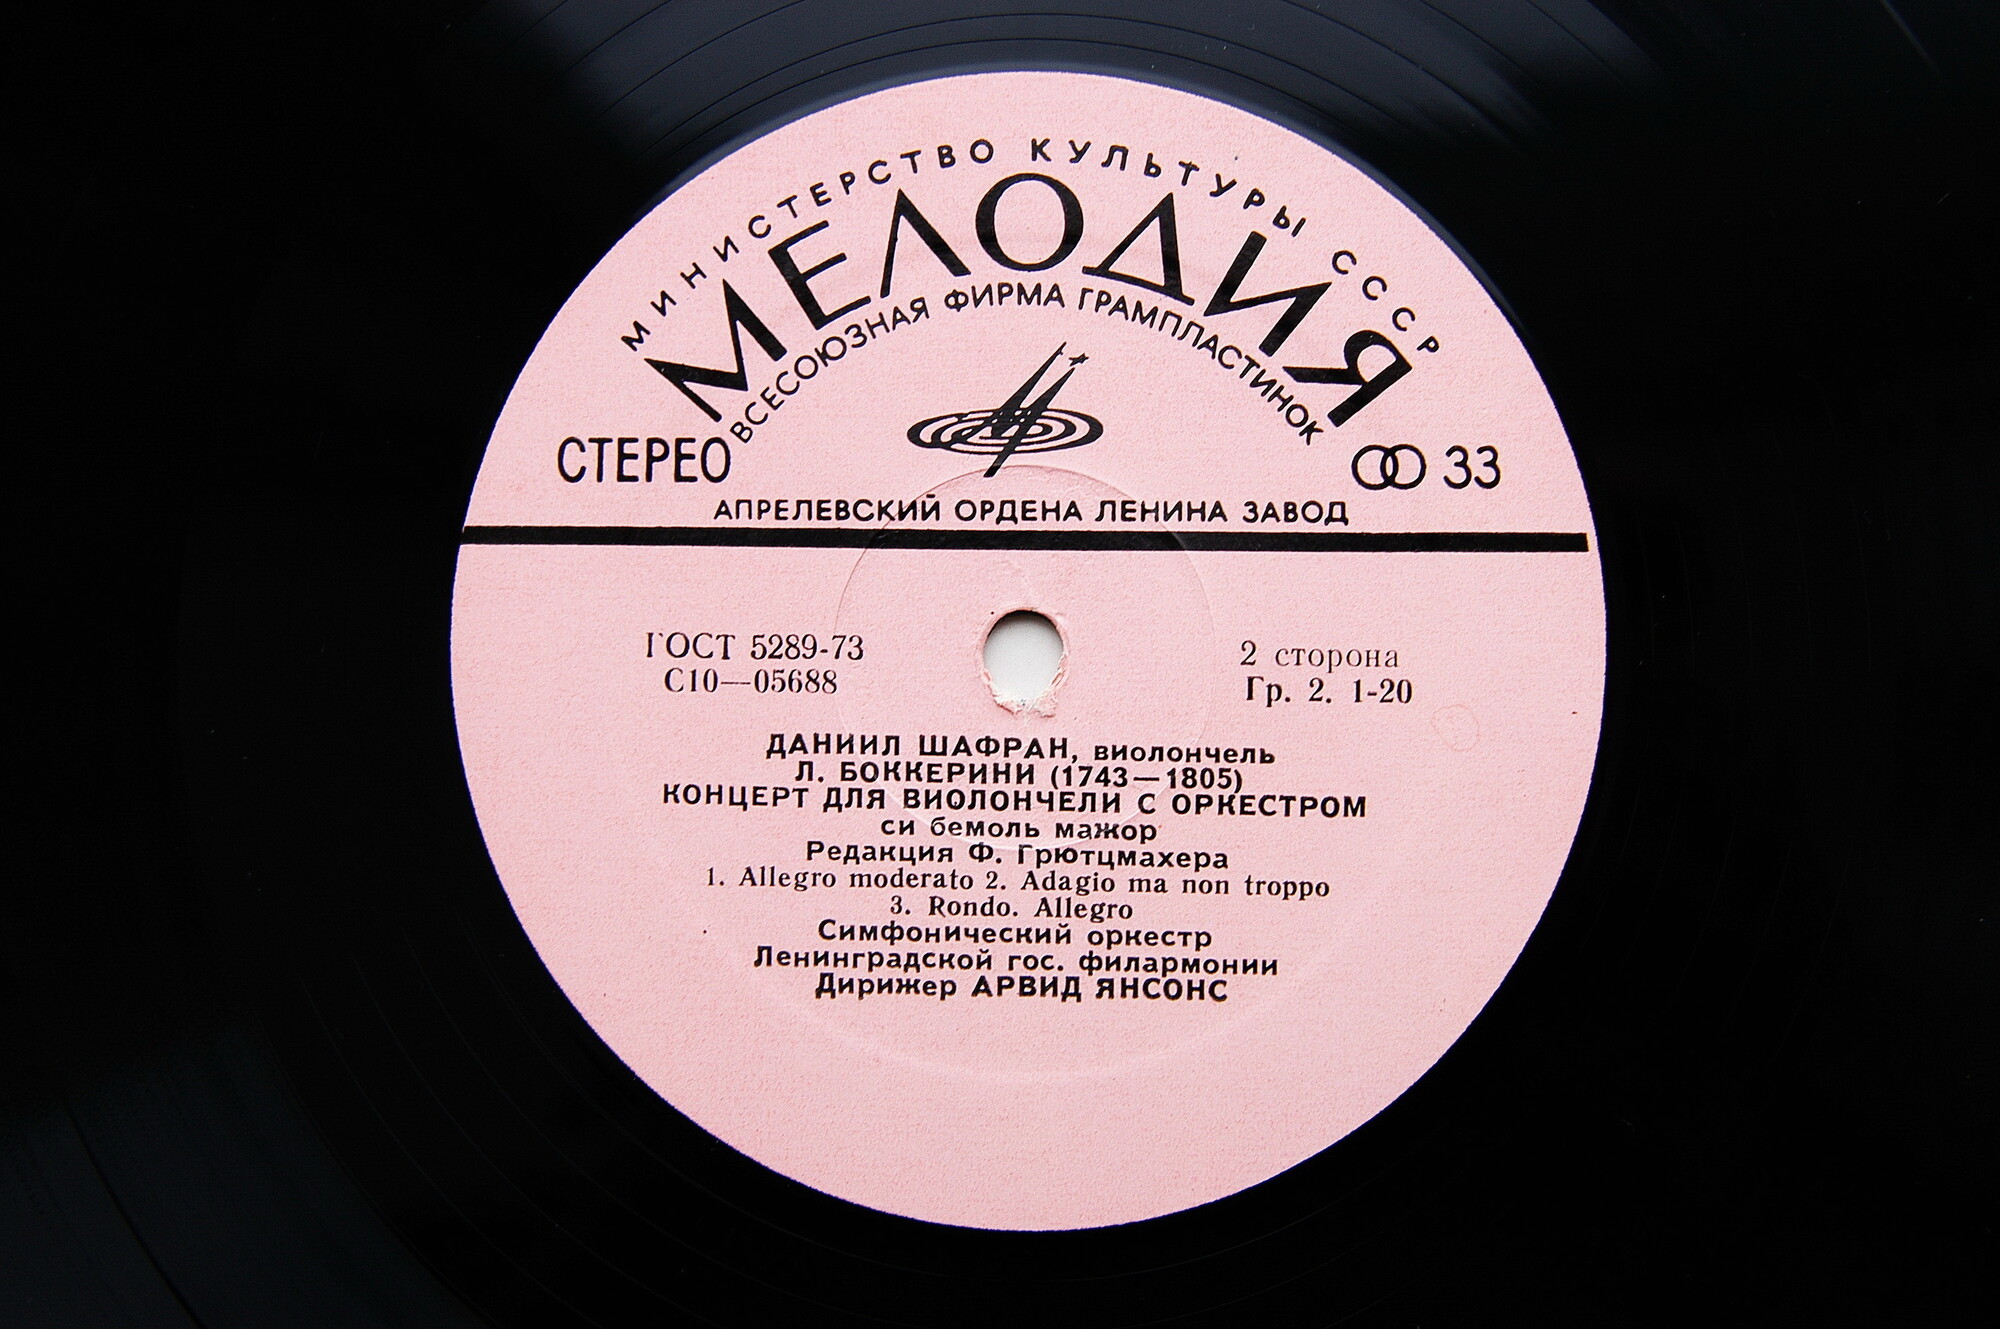 МИНИСТЕРСТВО КУЛЬТУРЫ СССР
МЕЛОДИЯ
ВСЕСОЮЗНАЯ ФИРМА ГРАМПЛАСТИНОК
СТЕРЕО
33
АПРЕЛЕВСКИЙ ОРДЕНА ЛЕНИНА ЗАВОД
ГОСТ 5289-73
С10—05688
2 сторона
Гр. 2. 1-20
ДАНИИЛ ШАФРАН, виолончель
Л. БОККЕРИНИ (1743—1805)
КОНЦЕРТ ДЛЯ ВИОЛОНЧЕЛИ С ОРКЕСТРОМ
си бемоль мажор
Редакция Ф. Грютцмахера
1. Allegro moderato 2. Adagio ma non troppo
3. Rondo. Allegro
Симфонический оркестр
Ленинградской гос. филармонии
Дирижер АРВИД ЯНСОНС